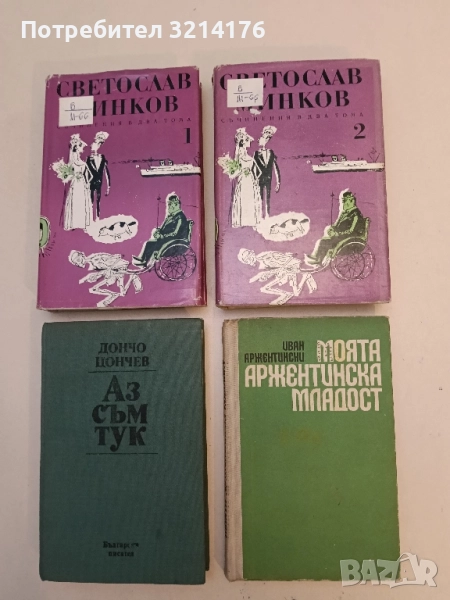 Потребител 3214176
СВЕТОСЛАВ
МИНКОВ
СЪЧИНЕНИЯ В ДВА ТОМА
1
СВЕТОСЛАВ
МИНКОВ
СЪЧИНЕНИЯ В ДВА ТОМА
2
ДОНЧО
ЦОНЧЕВ
Аз
съм
тук
Български
писател
ИВАН
АРЖЕНТИНСКИ
МОЯТА
АРЖЕНТИНСКА
МЛАДОСТ
BAZAR